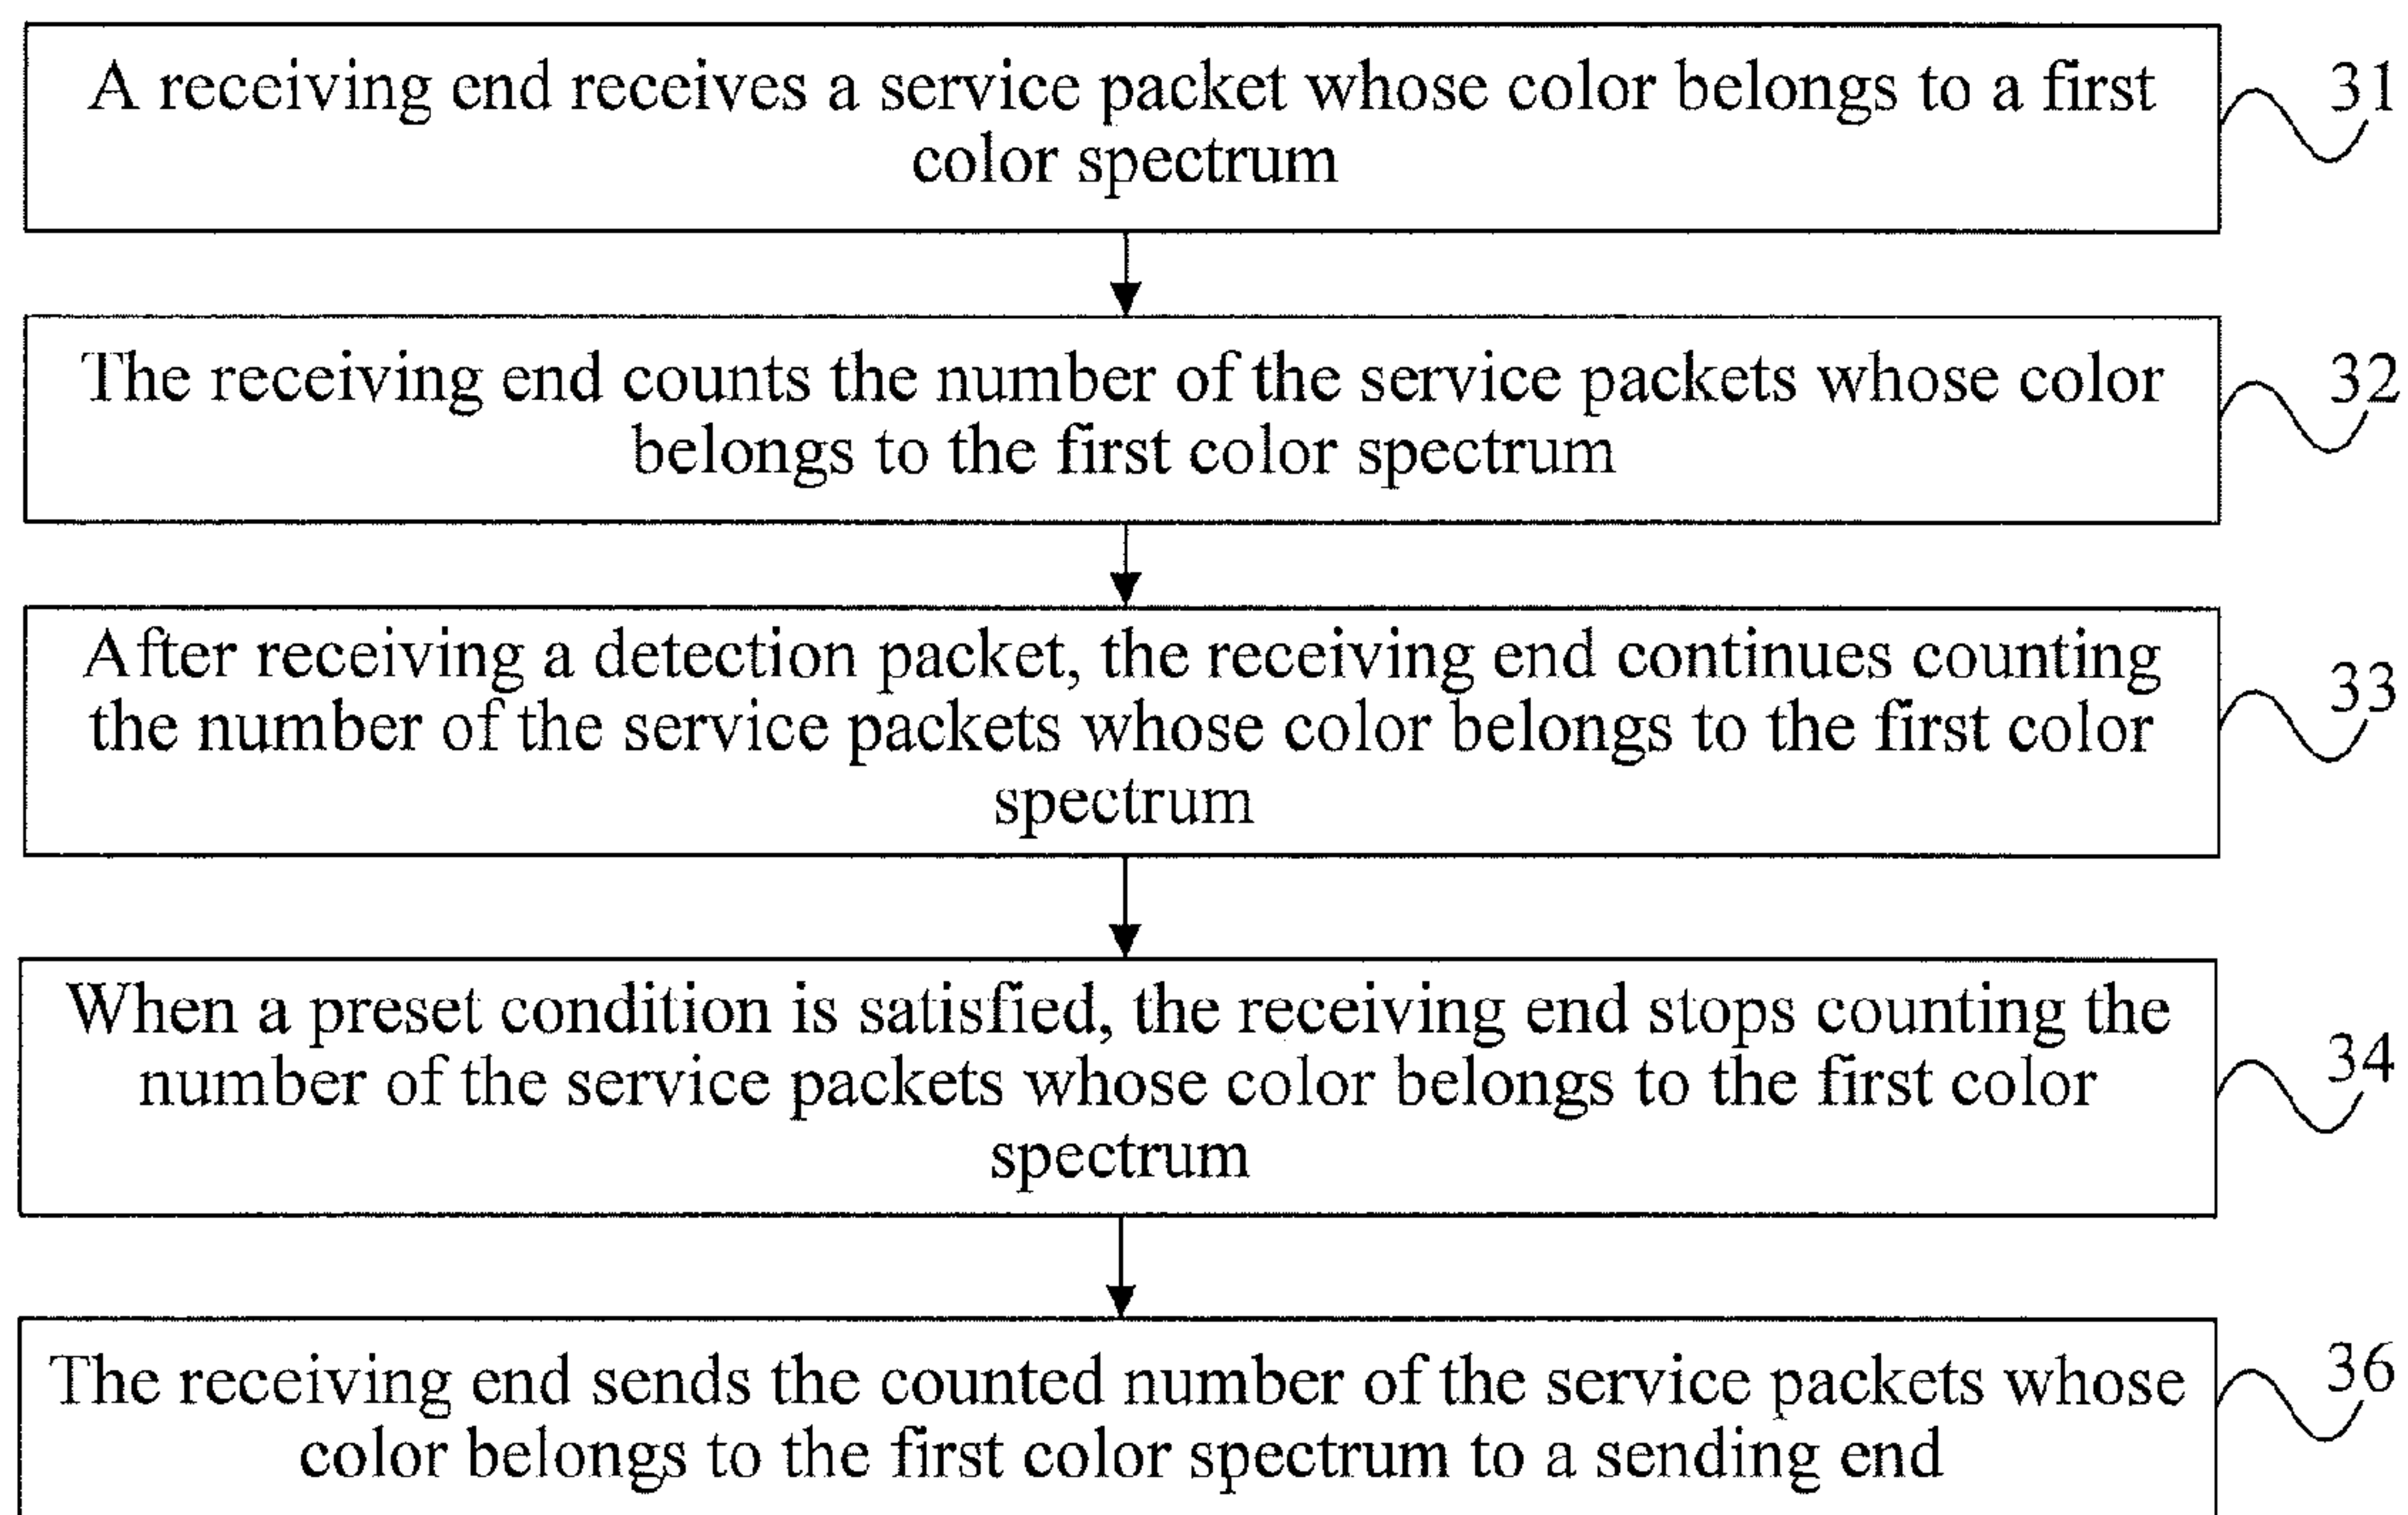 A receiving end receives a service packet whose color belongs to a first
color spectrum
31
The receiving end counts the number of the service packets whose color
belongs to the first color spectrum
32
After receiving a detection packet, the receiving end continues counting
the number of the service packets whose color belongs to the first color
spectrum
33
When a preset condition is satisfied, the receiving end stops counting the
number of the service packets whose color belongs to the first color
spectrum
34
The receiving end sends the counted number of the service packets whose
color belongs to the first color spectrum to a sending end
36